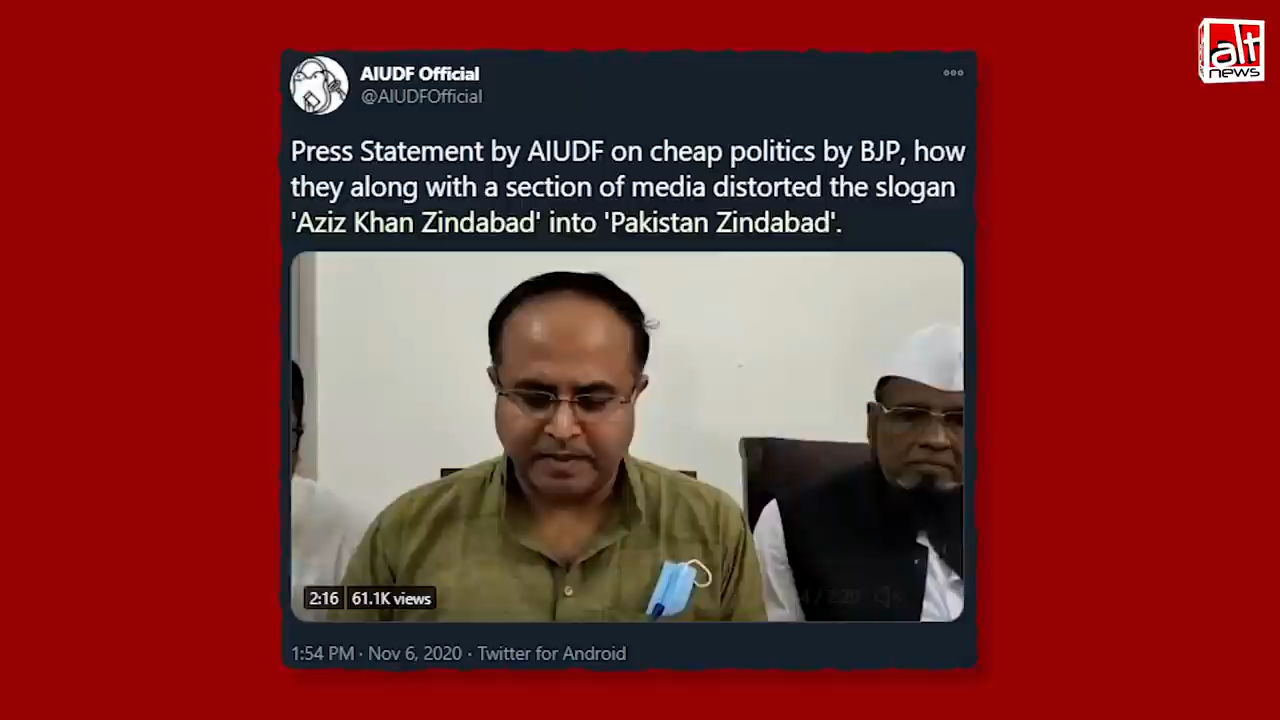 alt
news
AIUDF Official
@AIUDFOfficial
Press Statement by AIUDF on cheap politics by BJP, how
they along with a section of media distorted the slogan
'Aziz Khan Zindabad' into 'Pakistan Zindabad'.
2:16 61.1K views
1:54 PM · Nov 6, 2020 · Twitter for Android